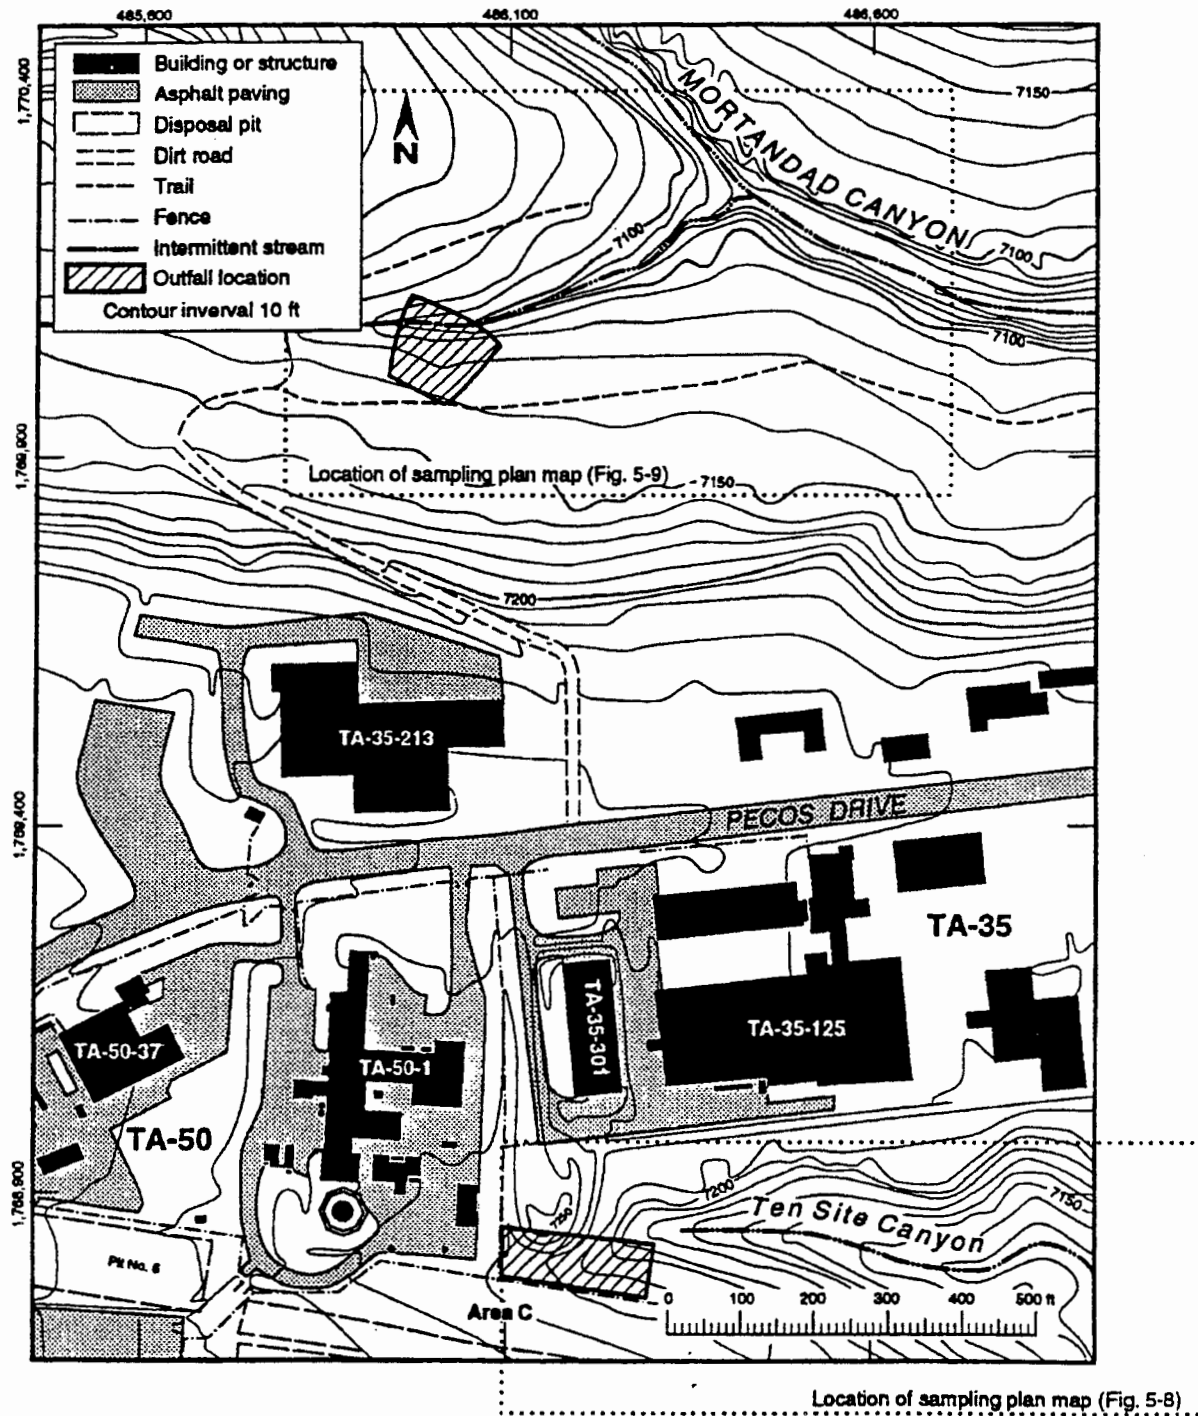 485,600
486,100
486,600
1,770,400
1,769,900
1,769,400
1,768,900
Building or structure
Asphalt paving
Disposal pit
Dirt road
Trail
Fence
Intermittent stream
Outfall location
Contour inverval 10 ft
N
MORTANDAD CANYON
7150
7100
7100
7100
Location of sampling plan map (Fig. 5-9)
7150
7200
TA-35-213
PECOS DRIVE
TA-35
TA-35-301
TA-35-125
TA-50-37
TA-50-1
TA-50
7200
7150
7250
Ten Site Canyon
Pit No. 6
Area C
0 100 200 300 400 500 ft
Location of sampling plan map (Fig. 5-8)